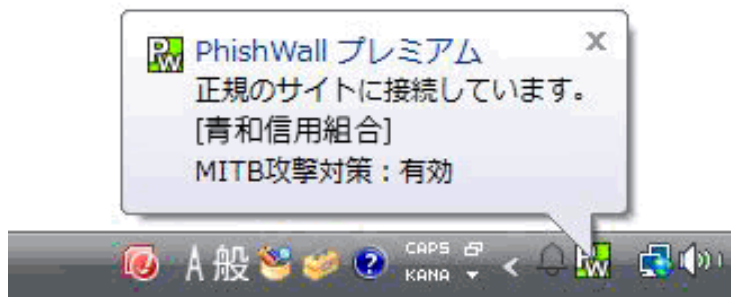 PW PhishWall プレミアム
正規のサイトに接続しています。
[青和信用組合]
MITB攻撃対策：有効
A 般 ? CAPS
KANA
PW